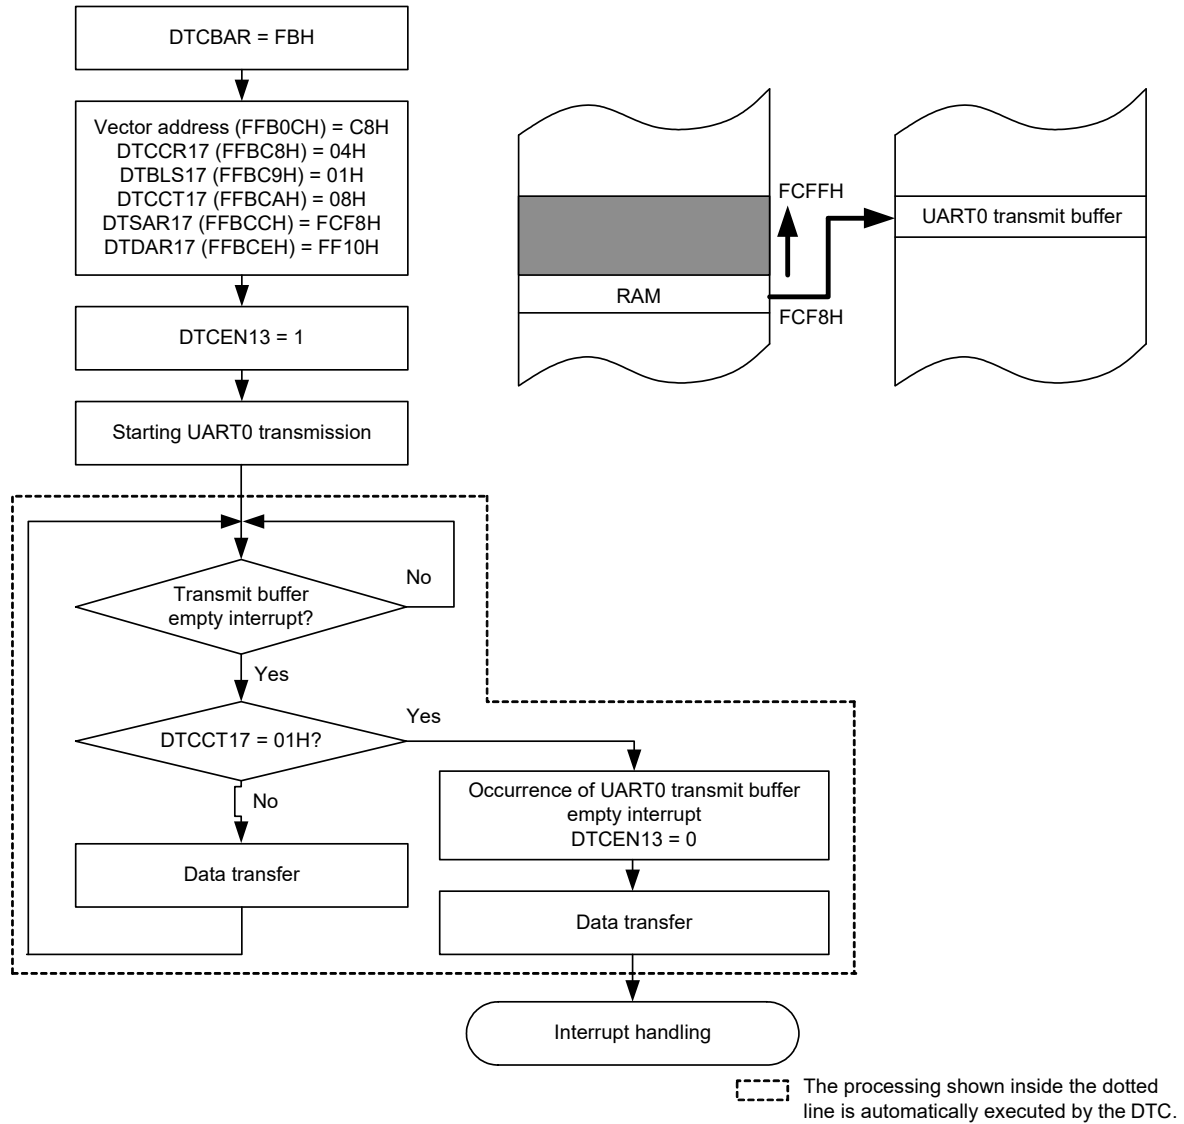 DTCBAR = FBH
Vector address (FFB0CH) = C8H
DTCCR17 (FFBC8H) = 04H
DTBLS17 (FFBC9H) = 01H
DTCCT17 (FFBCAH) = 08H
DTSAR17 (FFBCCH) = FCF8H
DTDAR17 (FFBCEH) = FF10H
DTCEN13 = 1
Starting UART0 transmission
FCFFH
UART0 transmit buffer
RAM
FCF8H
No
Transmit buffer
empty interrupt?
Yes
Yes
DTCCT17 = 01H?
No
Data transfer
Occurrence of UART0 transmit buffer
empty interrupt
DTCEN13 = 0
Data transfer
Interrupt handling
The processing shown inside the dotted
line is automatically executed by the DTC.